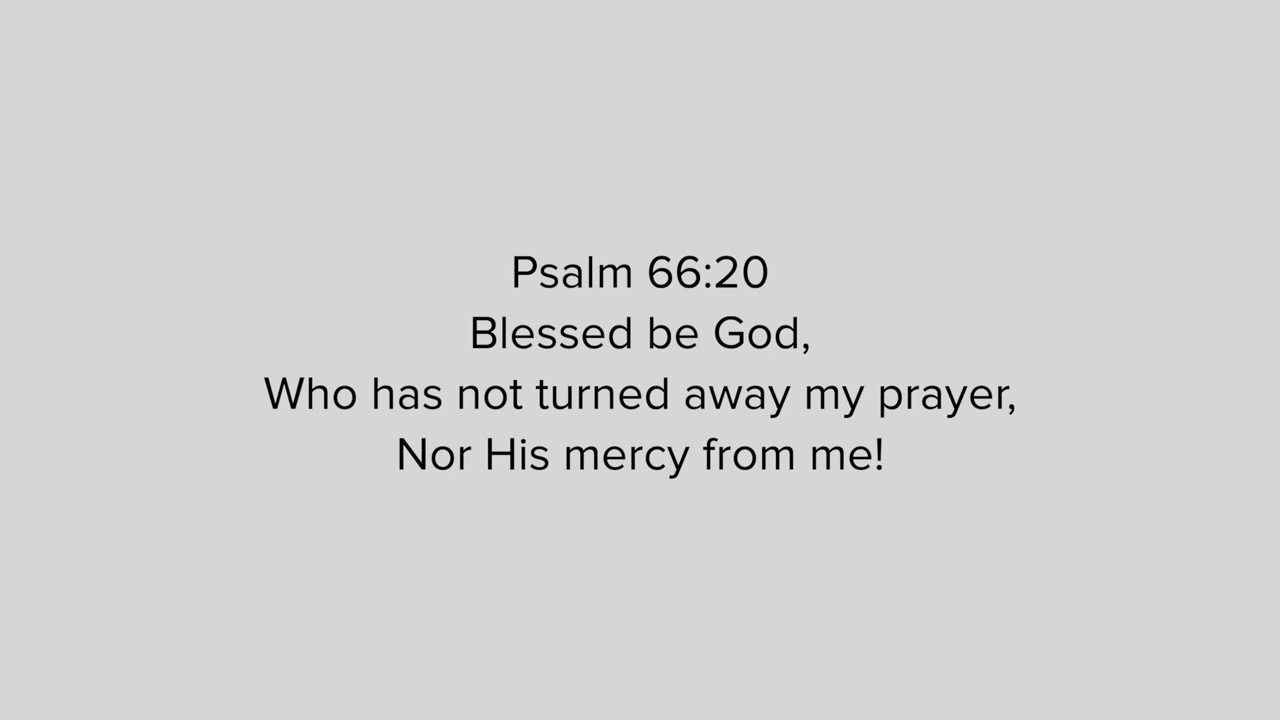 Psalm 66:20
Blessed be God,
Who has not turned away my prayer,
Nor His mercy from me!